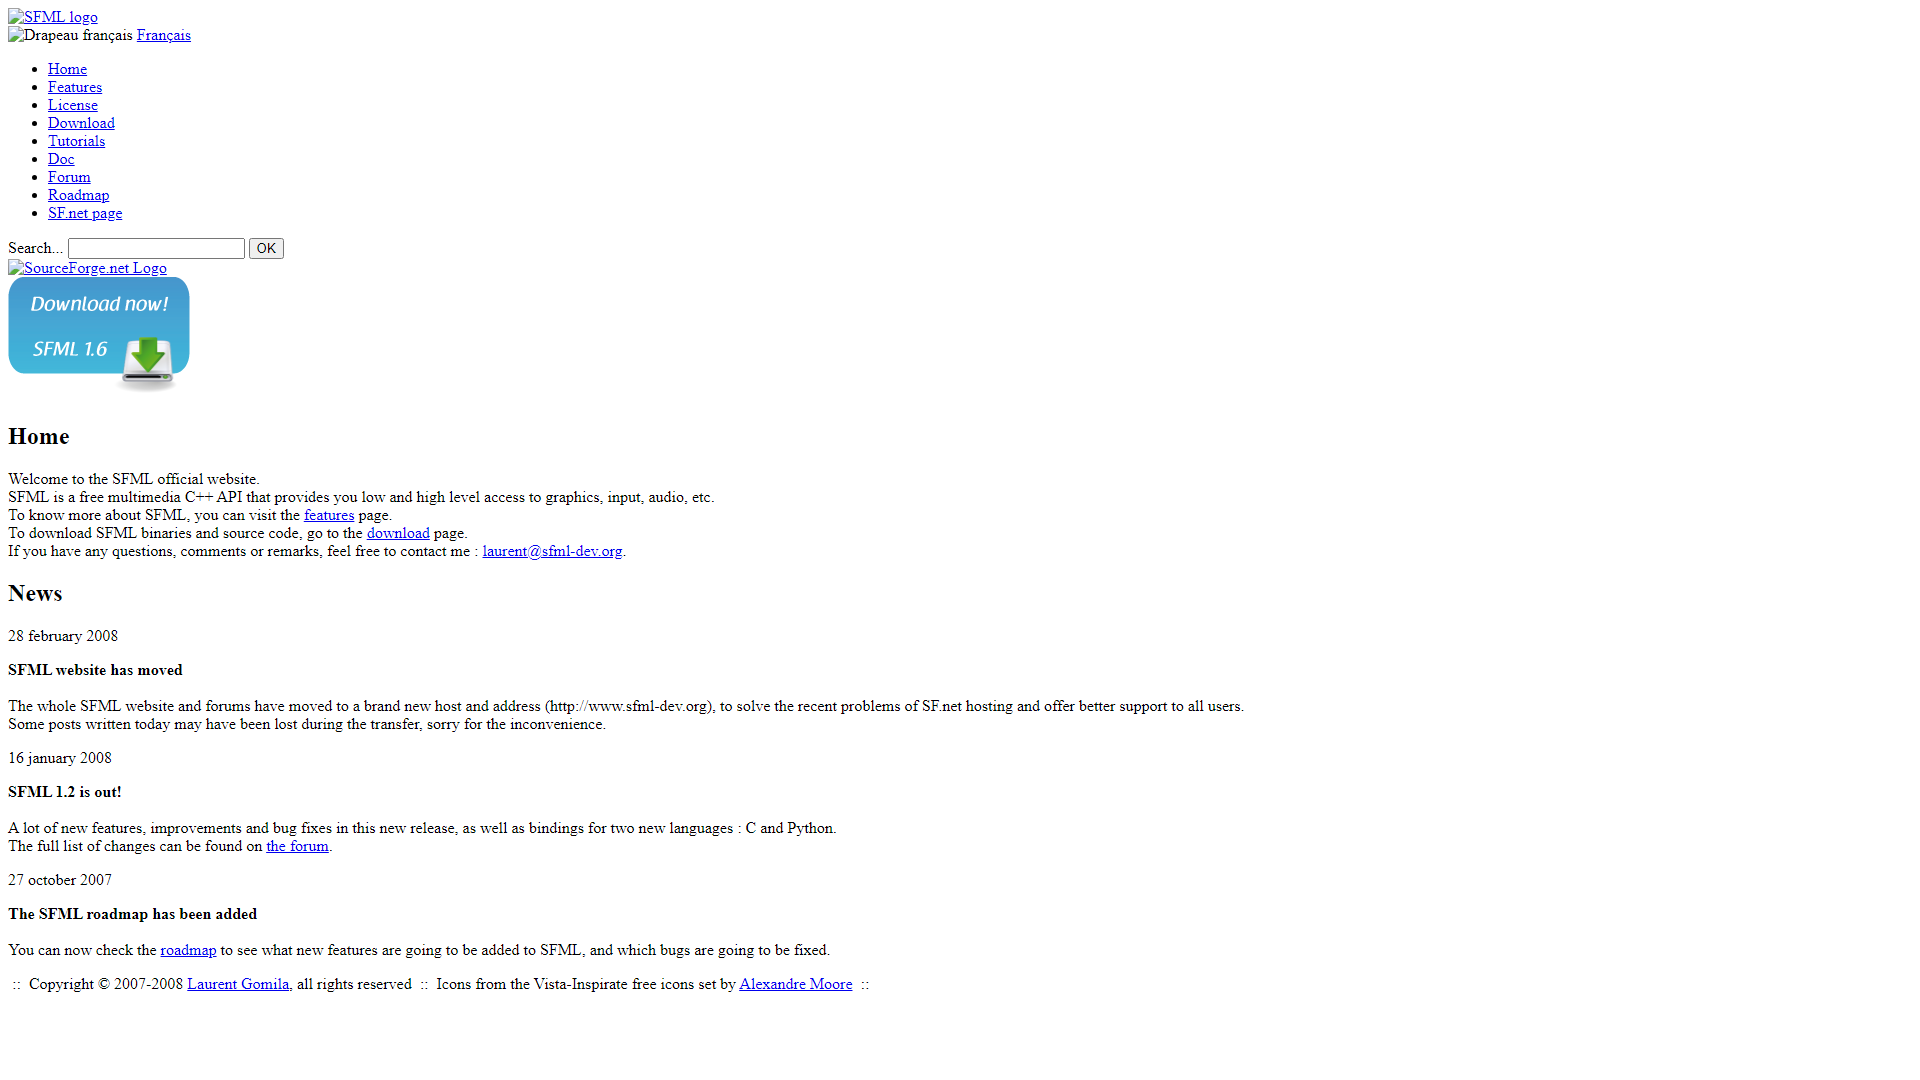 SFML logo
Drapeau français Français
Home
Features
License
Download
Tutorials
Doc
Forum
Roadmap
SF.net page
Search... OK
SourceForge.net Logo
Download now!
SFML 1.6
Home
Welcome to the SFML official website.
SFML is a free multimedia C++ API that provides you low and high level access to graphics, input, audio, etc.
To know more about SFML, you can visit the features page.
To download SFML binaries and source code, go to the download page.
If you have any questions, comments or remarks, feel free to contact me : laurent@sfml-dev.org.
News
28 february 2008
SFML website has moved
The whole SFML website and forums have moved to a brand new host and address (http://www.sfml-dev.org), to solve the recent problems of SF.net hosting and offer better support to all users.
Some posts written today may have been lost during the transfer, sorry for the inconvenience.
16 january 2008
SFML 1.2 is out!
A lot of new features, improvements and bug fixes in this new release, as well as bindings for two new languages : C and Python.
The full list of changes can be found on the forum.
27 october 2007
The SFML roadmap has been added
You can now check the roadmap to see what new features are going to be added to SFML, and which bugs are going to be fixed.
:: Copyright © 2007-2008 Laurent Gomila, all rights reserved :: Icons from the Vista-Inspirate free icons set by Alexandre Moore ::